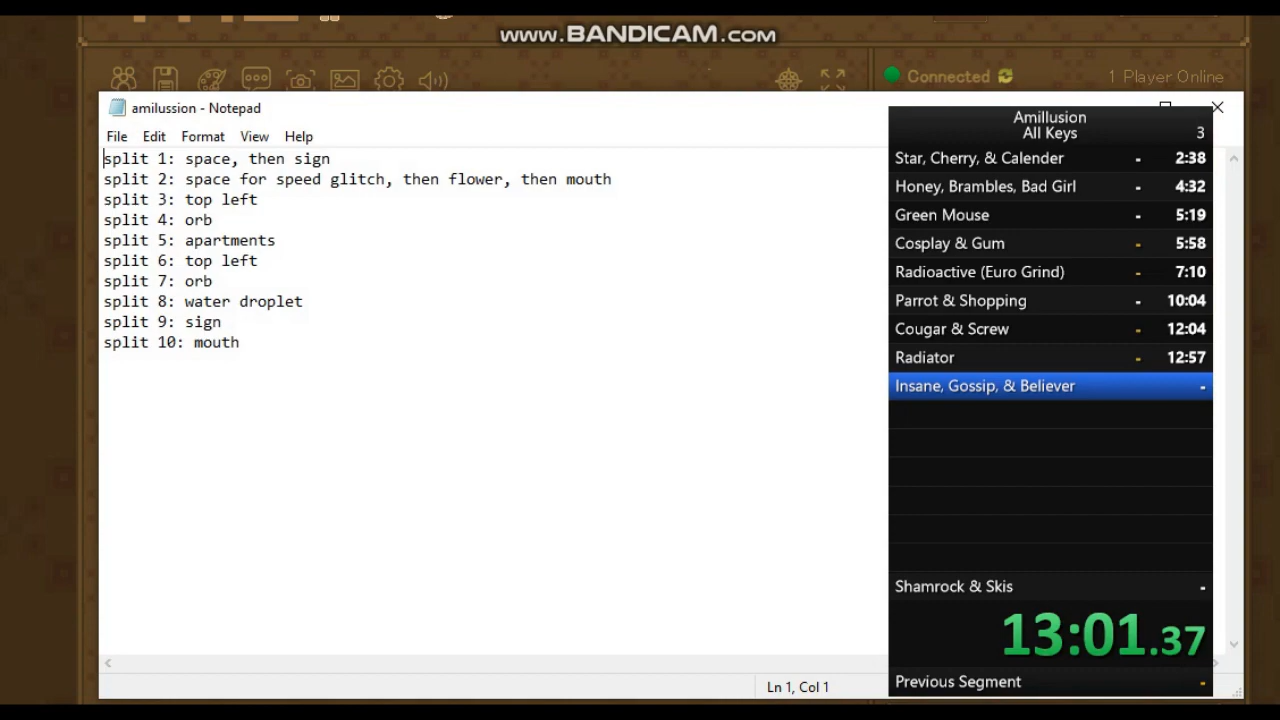 www.BANDICAM.com
Connected
1 Player Online
amilussion - Notepad
File Edit Format View Help
split 1: space, then sign
split 2: space for speed glitch, then flower, then mouth
split 3: top left
split 4: orb
split 5: apartments
split 6: top left
split 7: orb
split 8: water droplet
split 9: sign
split 10: mouth
Ln 1, Col 1
Amillusion
All Keys 3
Star, Cherry, & Calender - 2:38
Honey, Brambles, Bad Girl - 4:32
Green Mouse - 5:19
Cosplay & Gum - 5:58
Radioactive (Euro Grind) - 7:10
Parrot & Shopping - 10:04
Cougar & Screw - 12:04
Radiator - 12:57
Insane, Gossip, & Believer -
Shamrock & Skis -
13:01.37
Previous Segment -